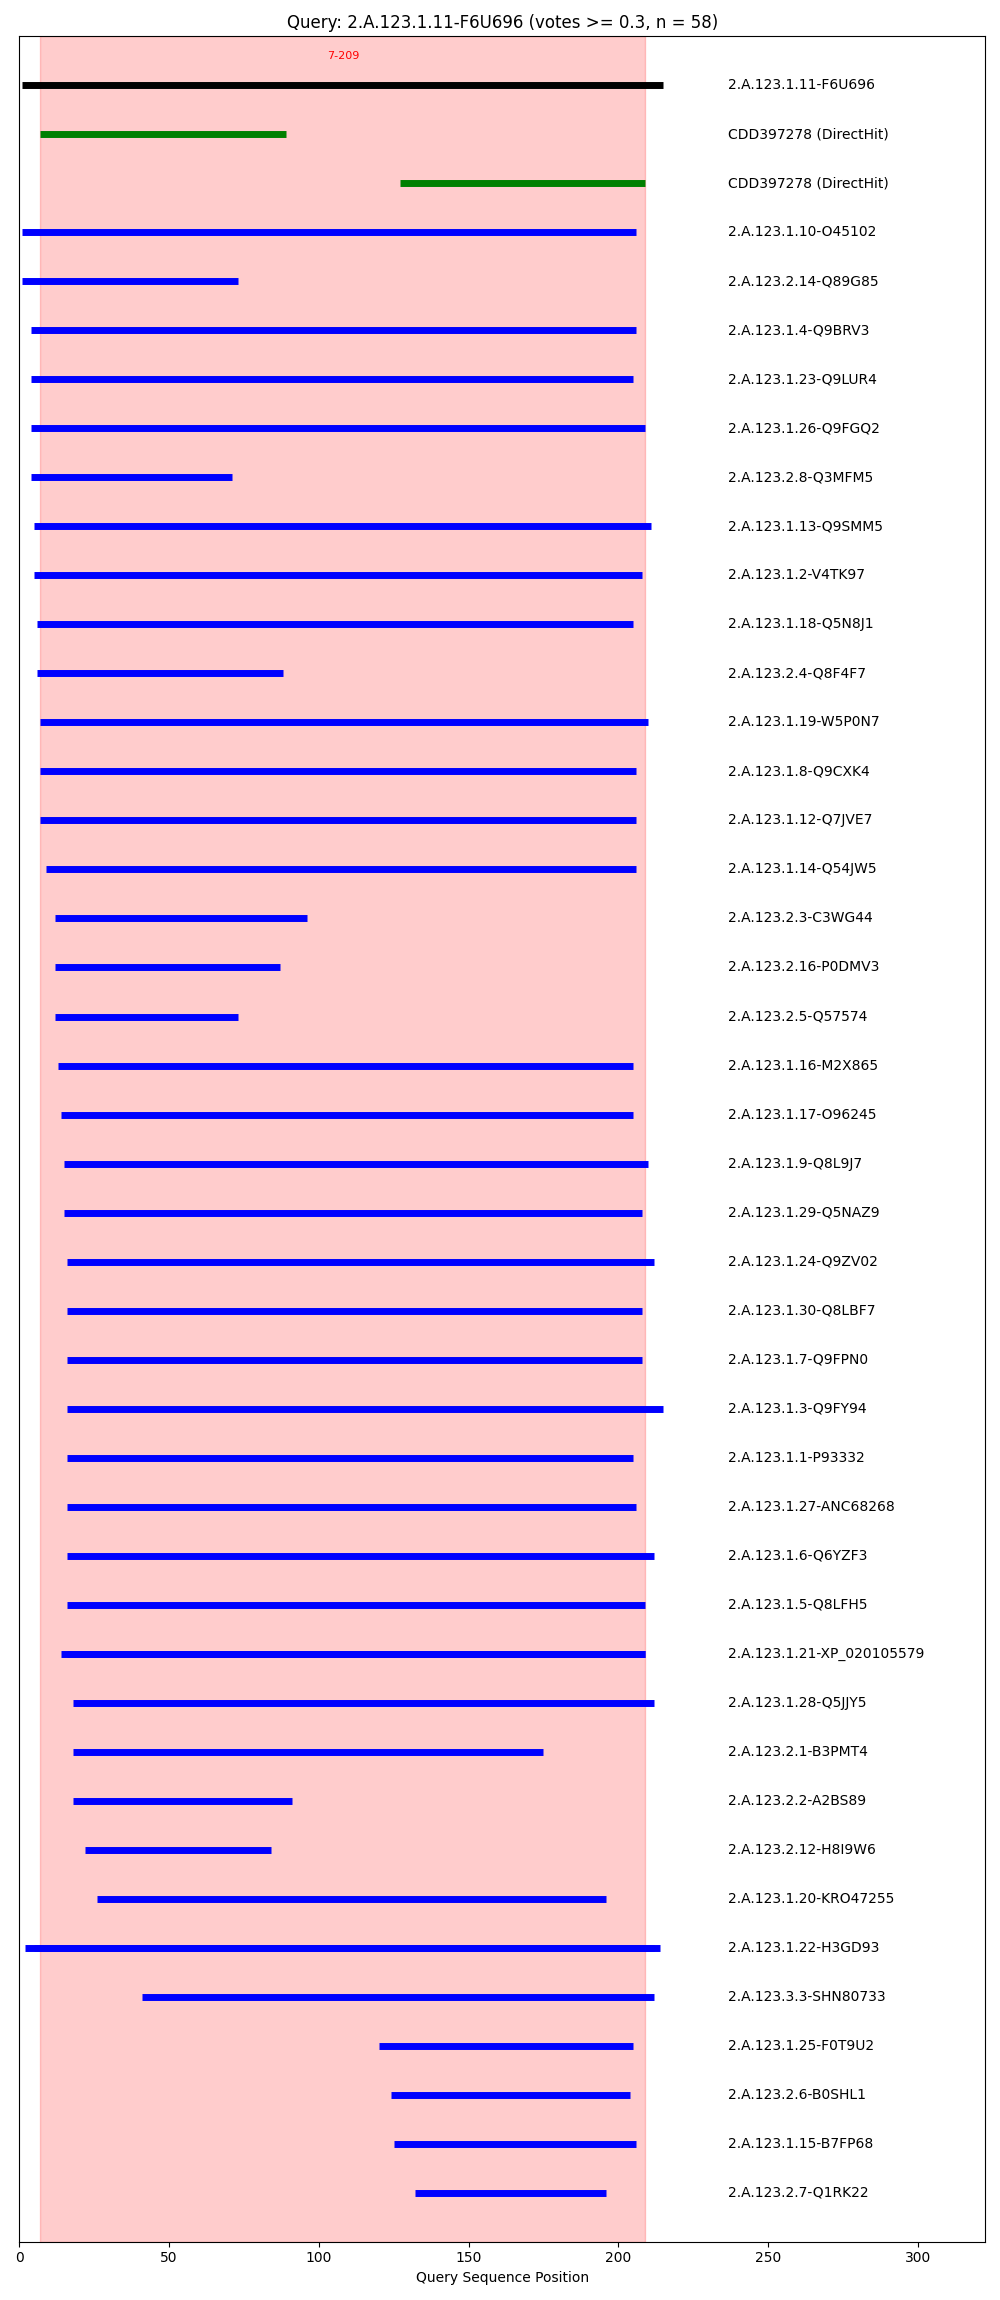 Query: 2.A.123.1.11-F6U696 (votes >= 0.3, n = 58)
7-209
2.A.123.1.11-F6U696
CDD397278 (DirectHit)
CDD397278 (DirectHit)
2.A.123.1.10-O45102
2.A.123.2.14-Q89G85
2.A.123.1.4-Q9BRV3
2.A.123.1.23-Q9LUR4
2.A.123.1.26-Q9FGQ2
2.A.123.2.8-Q3MFM5
2.A.123.1.13-Q9SMM5
2.A.123.1.2-V4TK97
2.A.123.1.18-Q5N8J1
2.A.123.2.4-Q8F4F7
2.A.123.1.19-W5P0N7
2.A.123.1.8-Q9CXK4
2.A.123.1.12-Q7JVE7
2.A.123.1.14-Q54JW5
2.A.123.2.3-C3WG44
2.A.123.2.16-P0DMV3
2.A.123.2.5-Q57574
2.A.123.1.16-M2X865
2.A.123.1.17-O96245
2.A.123.1.9-Q8L9J7
2.A.123.1.29-Q5NAZ9
2.A.123.1.24-Q9ZV02
2.A.123.1.30-Q8LBF7
2.A.123.1.7-Q9FPN0
2.A.123.1.3-Q9FY94
2.A.123.1.1-P93332
2.A.123.1.27-ANC68268
2.A.123.1.6-Q6YZF3
2.A.123.1.5-Q8LFH5
2.A.123.1.21-XP_020105579
2.A.123.1.28-Q5JJY5
2.A.123.2.1-B3PMT4
2.A.123.2.2-A2BS89
2.A.123.2.12-H8I9W6
2.A.123.1.20-KRO47255
2.A.123.1.22-H3GD93
2.A.123.3.3-SHN80733
2.A.123.1.25-F0T9U2
2.A.123.2.6-B0SHL1
2.A.123.1.15-B7FP68
2.A.123.2.7-Q1RK22
0 50 100 150 200 250 300
Query Sequence Position